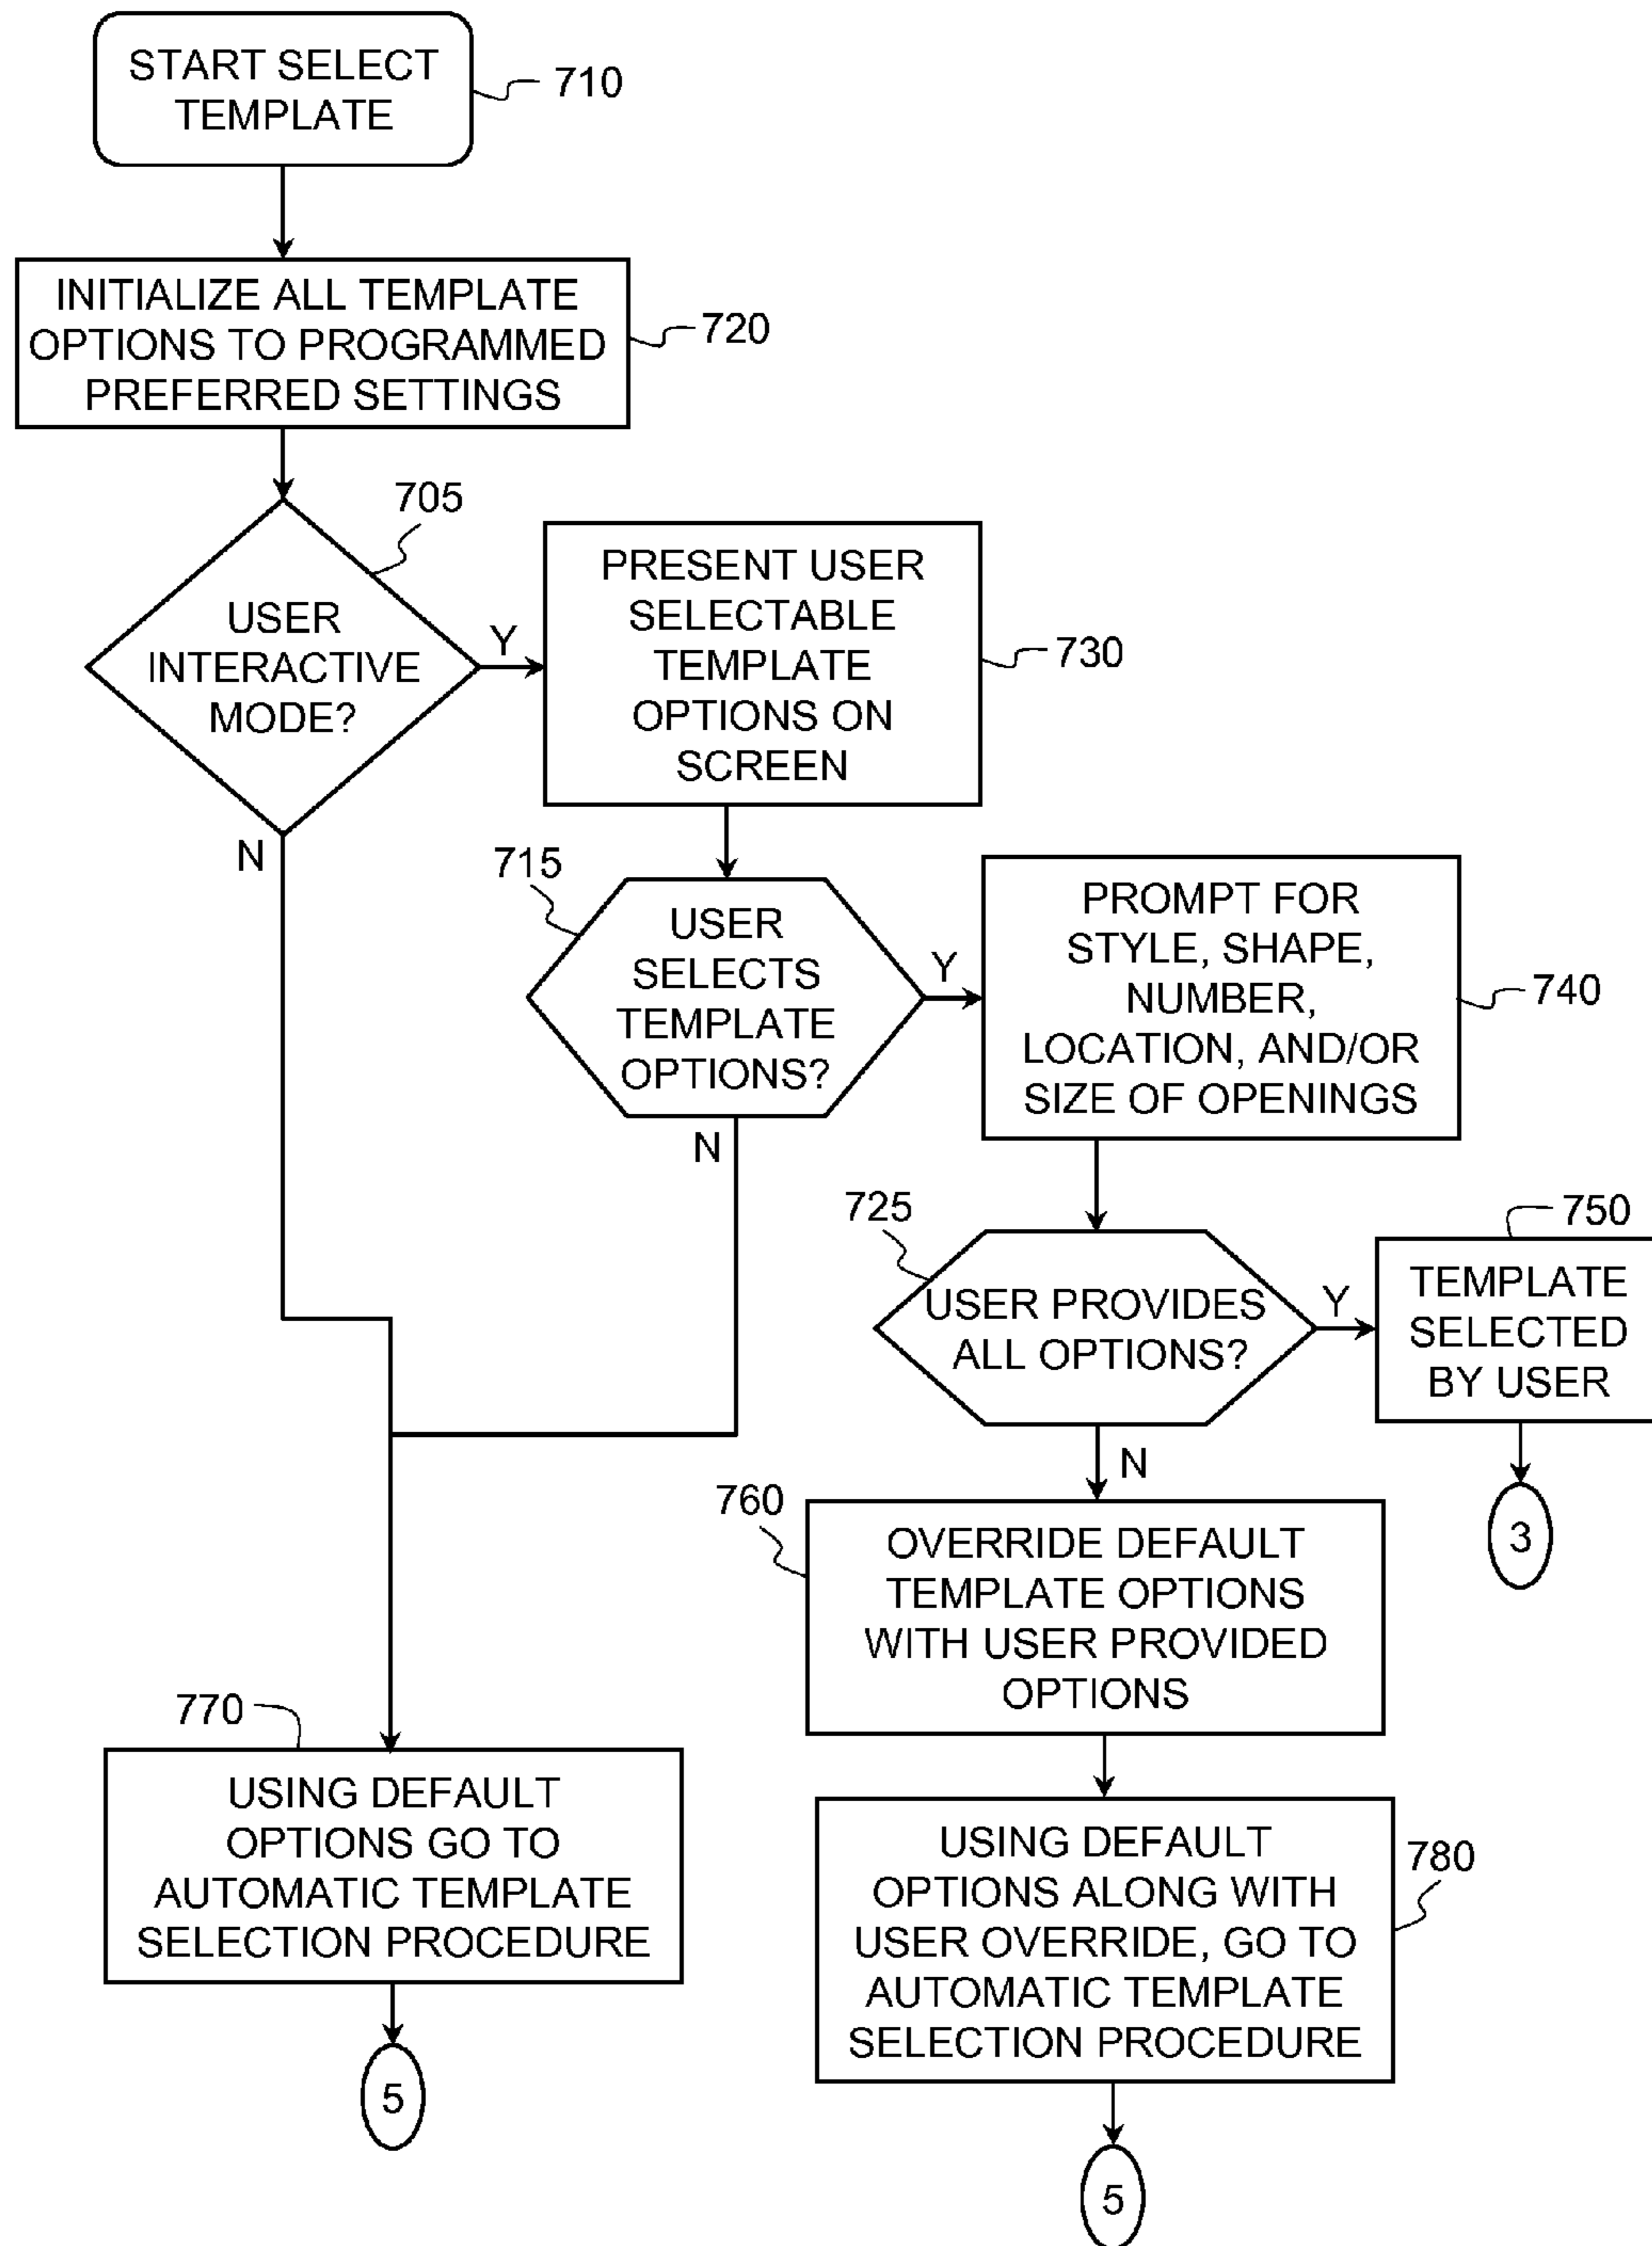 START SELECT
TEMPLATE
710
INITIALIZE ALL TEMPLATE
OPTIONS TO PROGRAMMED
PREFERRED SETTINGS
720
705
USER
INTERACTIVE
MODE?
Y
N
PRESENT USER
SELECTABLE
TEMPLATE
OPTIONS ON
SCREEN
730
715
USER
SELECTS
TEMPLATE
OPTIONS?
Y
N
PROMPT FOR
STYLE, SHAPE,
NUMBER,
LOCATION, AND/OR
SIZE OF OPENINGS
740
725
USER PROVIDES
ALL OPTIONS?
Y
N
750
TEMPLATE
SELECTED
BY USER
3
760
OVERRIDE DEFAULT
TEMPLATE OPTIONS
WITH USER PROVIDED
OPTIONS
770
USING DEFAULT
OPTIONS GO TO
AUTOMATIC TEMPLATE
SELECTION PROCEDURE
5
780
USING DEFAULT
OPTIONS ALONG WITH
USER OVERRIDE, GO TO
AUTOMATIC TEMPLATE
SELECTION PROCEDURE
5